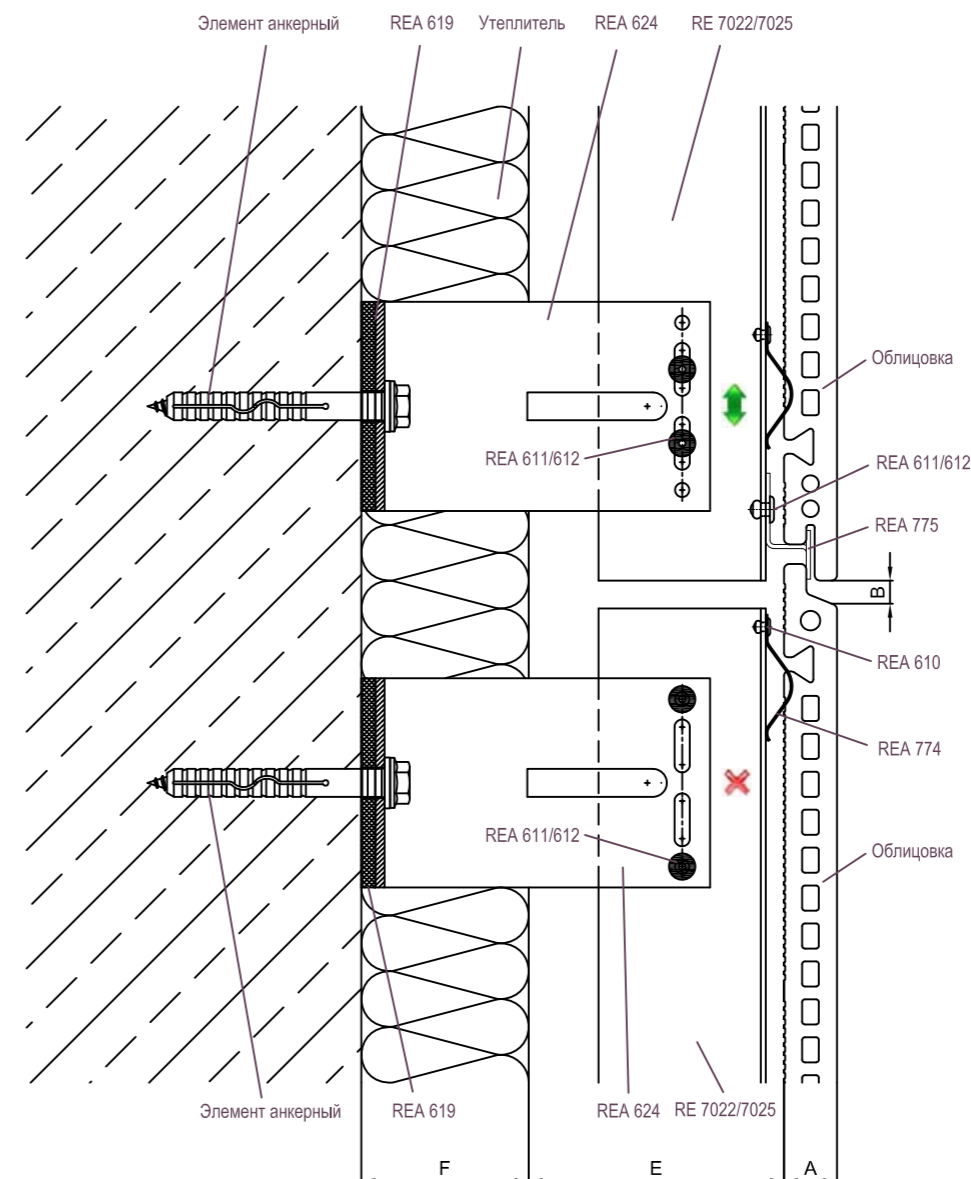 Элемент анкерный
REA 619
Утеплитель
REA 624
RE 7022/7025
Облицовка
REA 611/612
REA 611/612
REA 775
B
REA 610
REA 774
REA 611/612
Облицовка
Элемент анкерный
REA 619
REA 624
RE 7022/7025
F
E
A